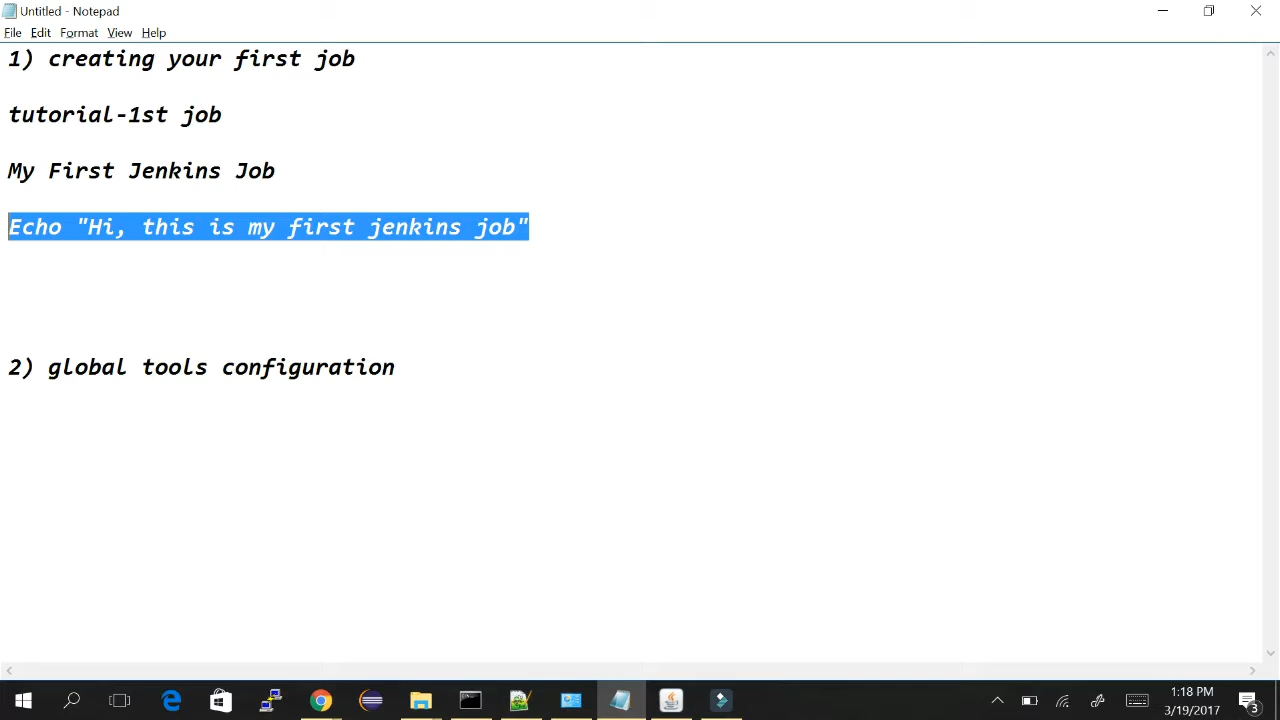 Untitled - Notepad
File Edit Format View Help
1) creating your first job
tutorial-1st job
My First Jenkins Job
Echo "Hi, this is my first jenkins job"
2) global tools configuration
1:18 PM
3/19/2017
3